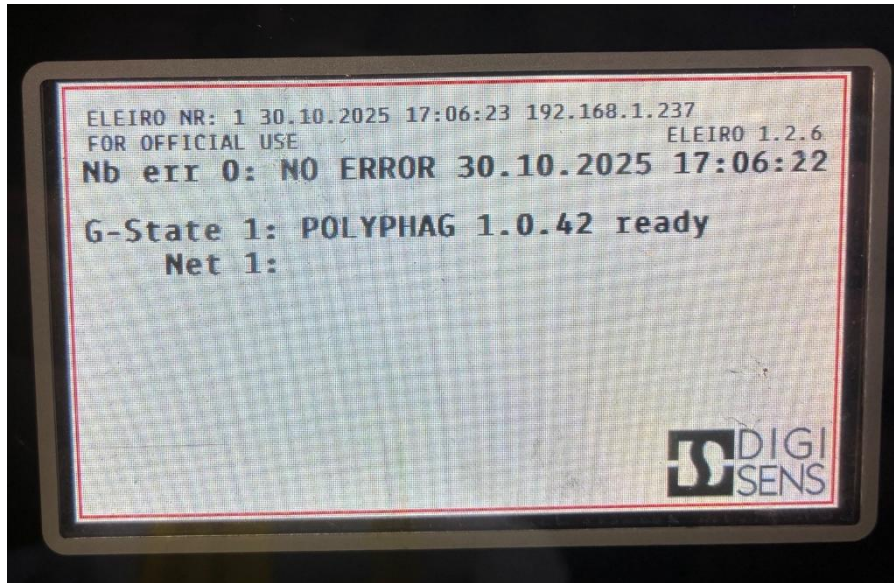 ELEIRO NR: 1 30.10.2025 17:06:23 192.168.1.237
FOR OFFICIAL USE ELEIRO 1.2.6
Nb err 0: NO ERROR 30.10.2025 17:06:22
G-State 1: POLYPHAG 1.0.42 ready
Net 1:
DIGI
SENS